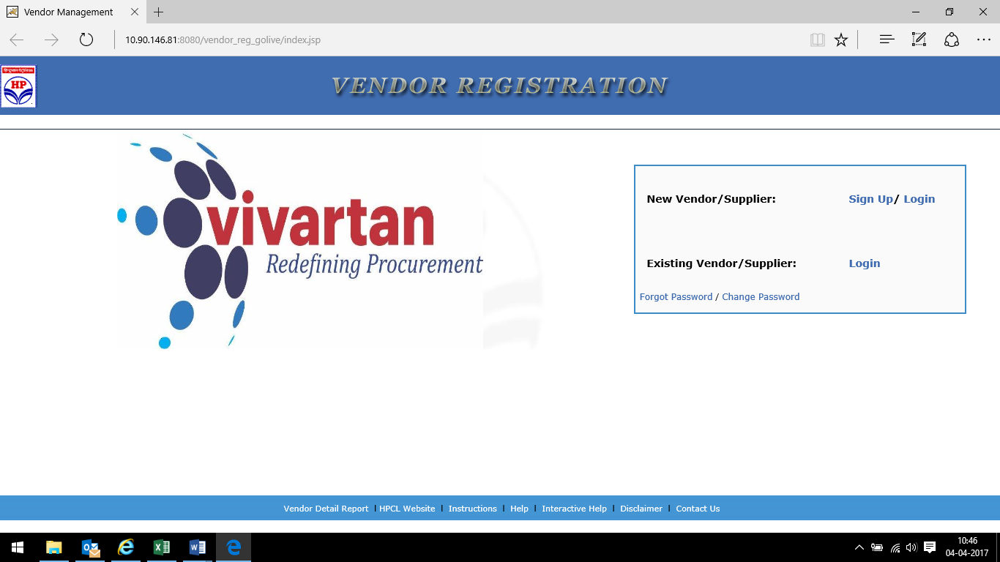 Vendor Management
10.90.146.81:8080/vendor_reg_golive/index.jsp
हिन्दुस्तान पेट्रोलियम
HP
VENDOR REGISTRATION
vivartan
Redefining Procurement
New Vendor/Supplier: Sign Up/ Login
Existing Vendor/Supplier: Login
Forgot Password / Change Password
Vendor Detail Report | HPCL Website | Instructions | Help | Interactive Help | Disclaimer | Contact Us
10:46
04-04-2017